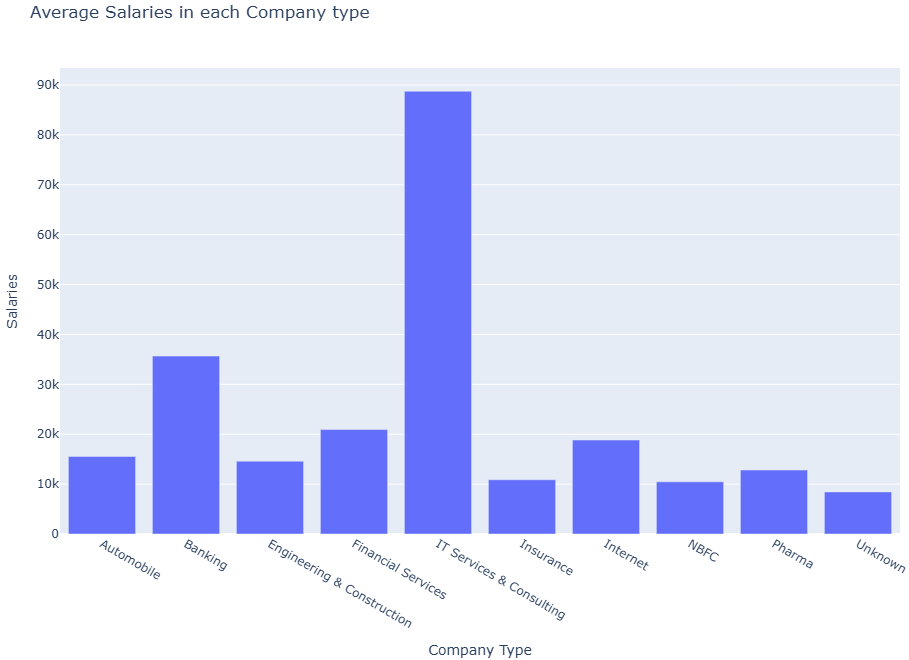 Average Salaries in each Company type
90k
80k
70k
60k
50k
40k
30k
20k
10k
0
Salaries
Automobile
Banking
Engineering & Construction
Financial Services
IT Services & Consulting
Insurance
Internet
NBFC
Pharma
Unknown
Company Type